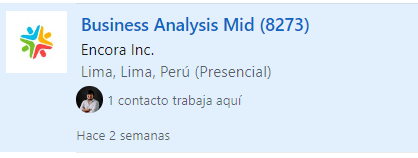 Business Analysis Mid (8273)
Encora Inc.
Lima, Lima, Perú (Presencial)
1 contacto trabaja aquí
Hace 2 semanas